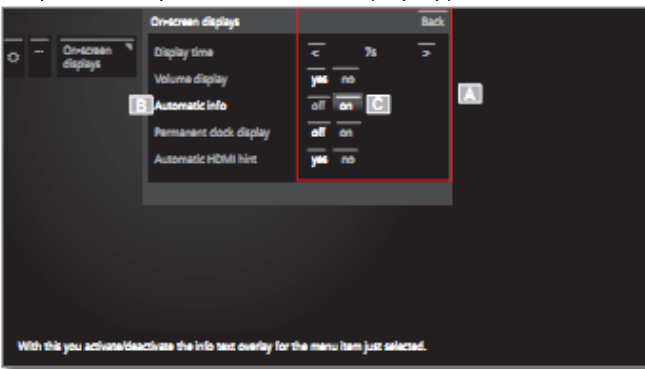 On-screen displays Back
On-screen
displays
Display time < 7s >
Volume display yes no
A
B Automatic info off on C
Permanent clock display off on
Automatic HDMI hint yes no
With this you activate/deactivate the info text overlay for the menu item just selected.